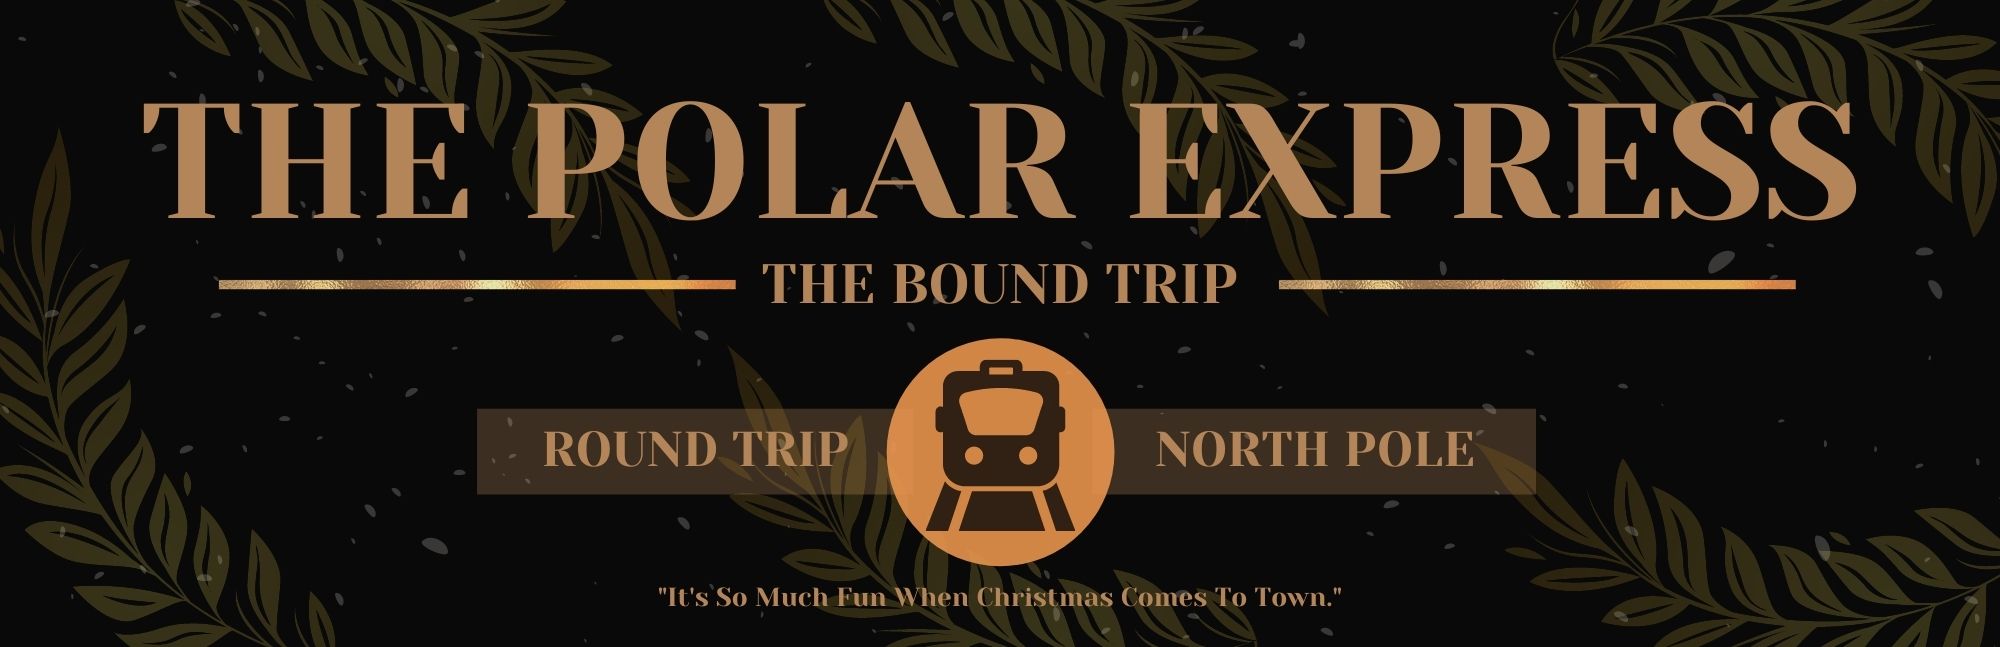 THE POLAR EXPRESS
THE BOUND TRIP
ROUND TRIP
NORTH POLE
"It's So Much Fun When Christmas Comes To Town."